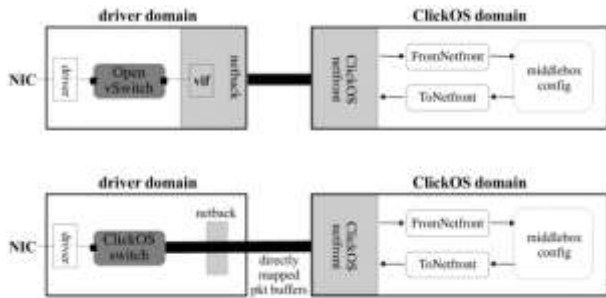 driver domain
ClickOS domain
NIC
driver
Open
vSwitch
vif
netback
ClickOS
netfront
FromNetfront
ToNetfront
middlebox
config
driver domain
ClickOS domain
NIC
driver
ClickOS
switch
netback
directly
mapped
pkt buffers
ClickOS
netfront
FromNetfront
ToNetfront
middlebox
config